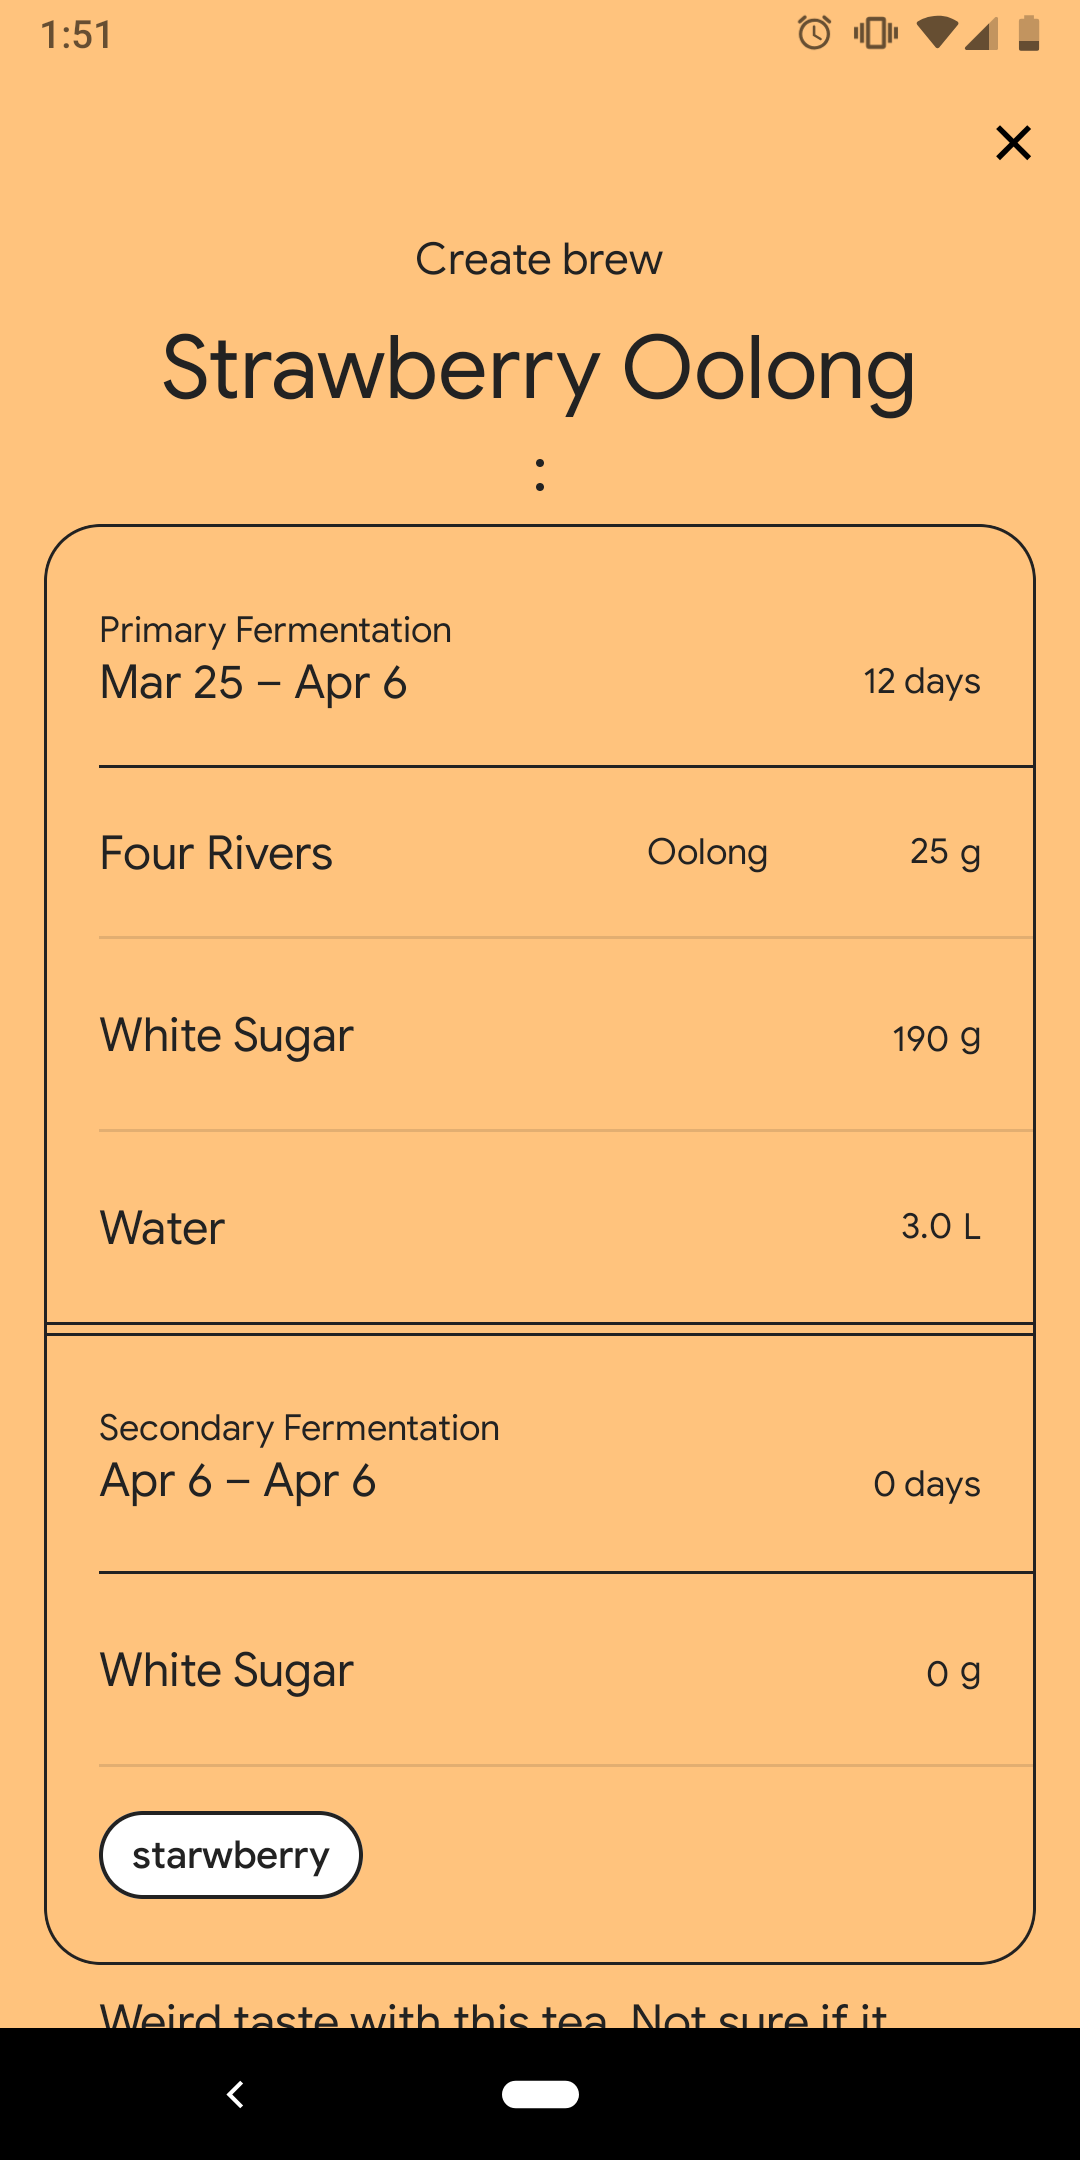 1:51
Create brew
Strawberry Oolong
:
Primary Fermentation
Mar 25 – Apr 6 12 days
Four Rivers Oolong 25 g
White Sugar 190 g
Water 3.0 L
Secondary Fermentation
Apr 6 – Apr 6 0 days
White Sugar 0 g
starwberry
Weird taste with this tea. Not sure if it